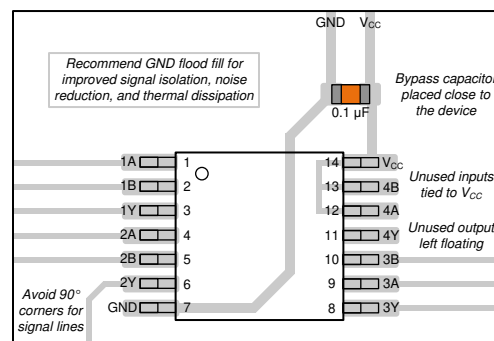 GND VCC
Recommend GND flood fill for
improved signal isolation, noise
reduction, and thermal dissipation
Bypass capacitor
placed close to
the device
0.1 µF
1A 1 14 VCC
1B 2 13 4B
1Y 3 12 4A
2A 4 11 4Y
2B 5 10 3B
2Y 6 9 3A
GND 7 8 3Y
Unused inputs
tied to VCC
Unused output
left floating
Avoid 90°
corners for
signal lines